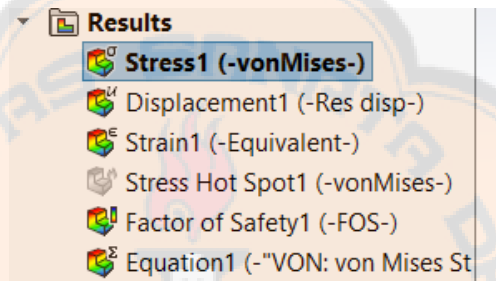 Results
Stress1 (-vonMises-)
Displacement1 (-Res disp-)
Strain1 (-Equivalent-)
Stress Hot Spot1 (-vonMises-)
Factor of Safety1 (-FOS-)
Equation1 (-"VON: von Mises St